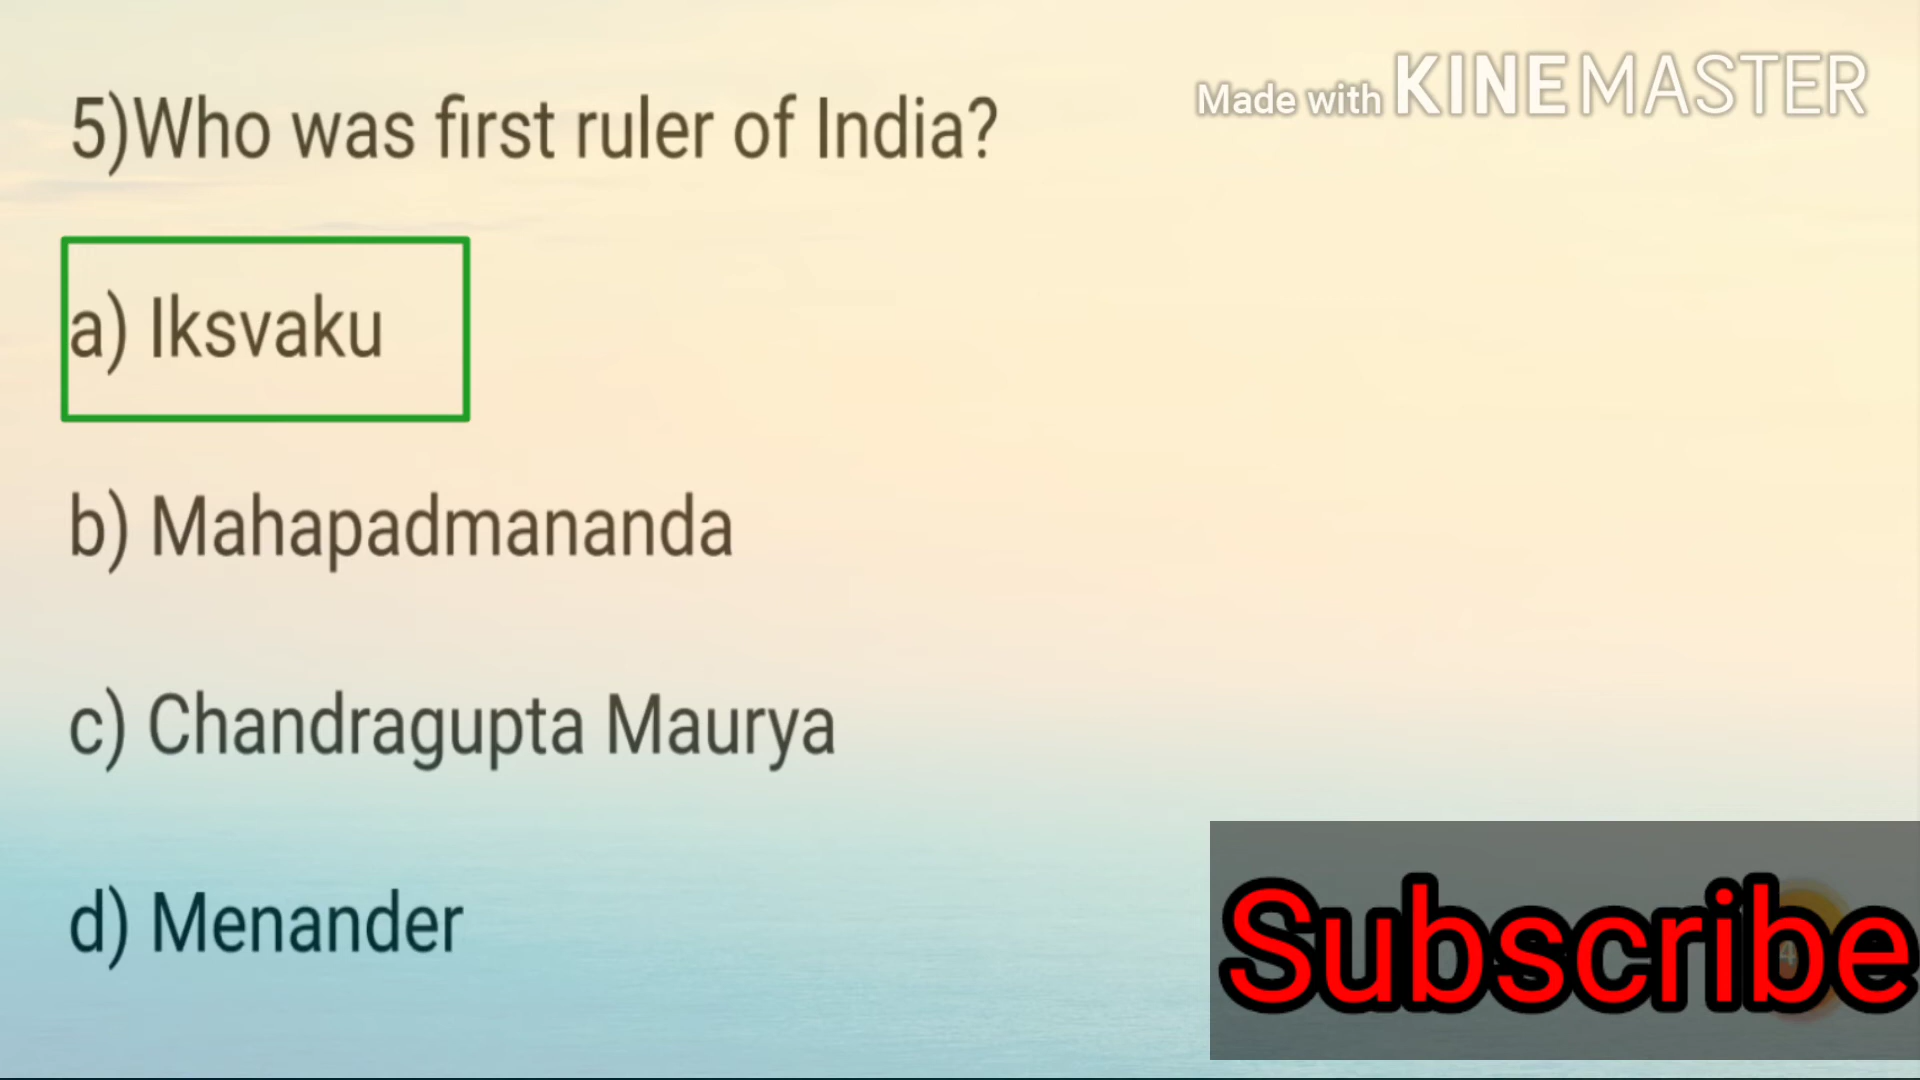 5)Who was first ruler of India?
Made with KINEMASTER
a) Iksvaku
b) Mahapadmananda
c) Chandragupta Maurya
d) Menander
Subscribe